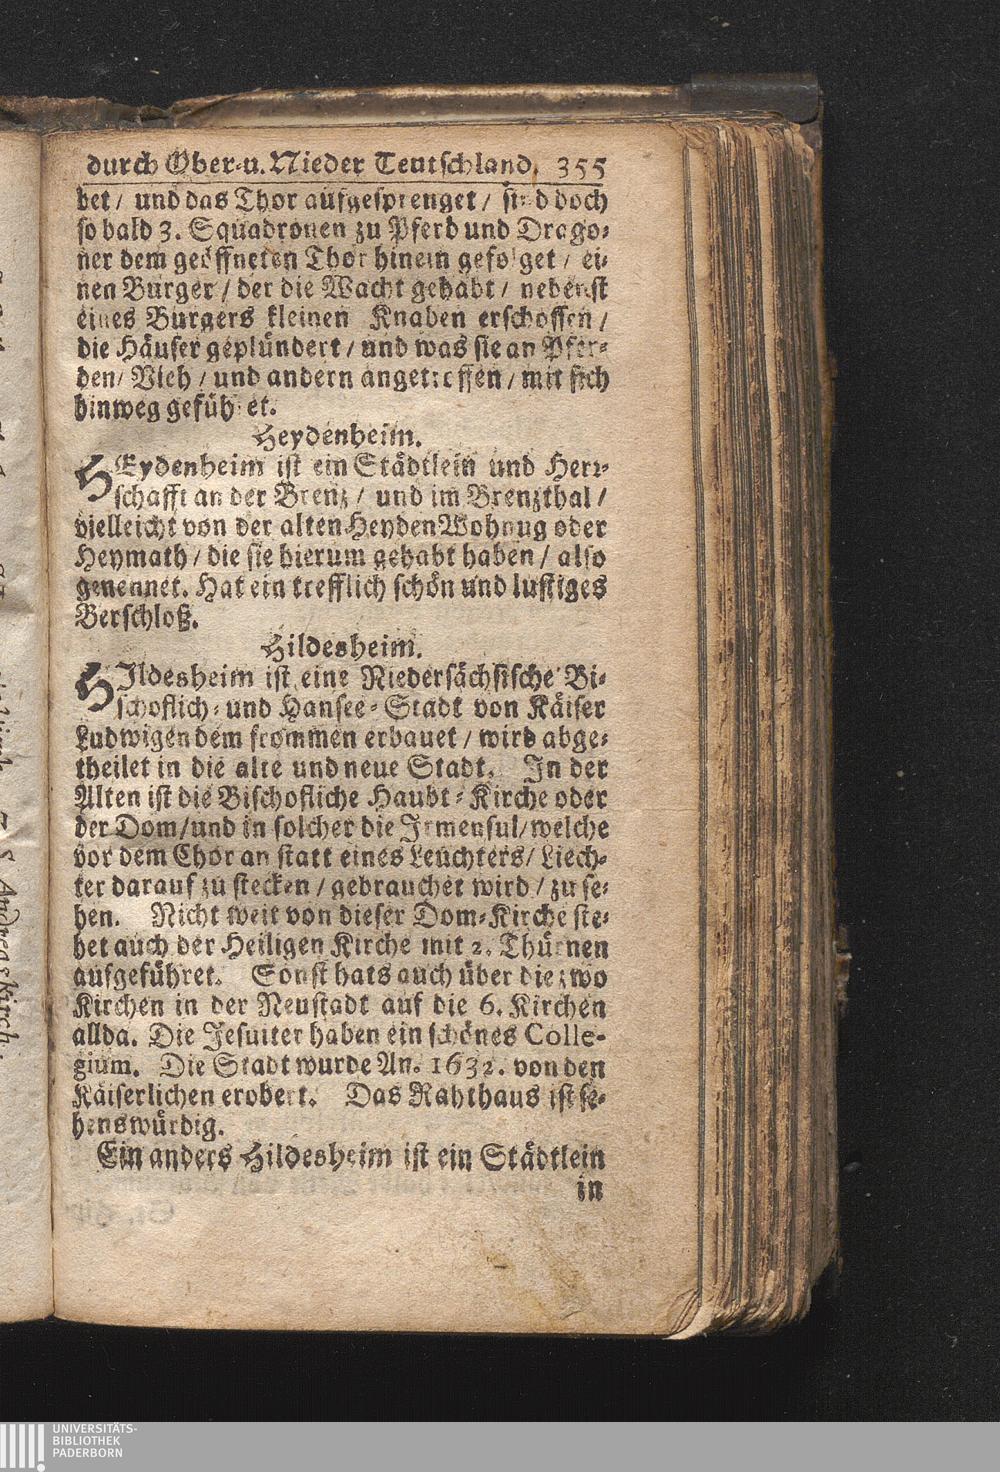 durch Ober-u. Nieder Teutschland. 355
bet / und das Thor aufgesprenget / sind doch
so bald 3. Squadronen zu Pferd und Drago-
ner dem geöffneten Thor hinein gefolget / ei-
nen Burger / der die Wacht gehabt / nebenst
eines Burgers kleinen Knaben erschossen /
die Häuser geplündert / und was sie an Pfer-
den / Vieh / und andern angetroffen / mit sich
hinweg geführet.
Heydenheim.
HEydenheim ist ein Städtlein und Herr-
schafft an der Brenz / und im Brenzthal /
vielleicht von der alten Heyden Wohnug oder
Heymath / die sie hierum gehabt haben / also
genennet. Hat ein trefflich schön und lustiges
Berschloß.
Hildesheim.
HIldesheim ist eine Niedersächsische Bi-
schoflich- und Hansee-Stadt von Käiser
Ludwigen dem frommen erbauet / wird abge-
theilet in die alte und neue Stadt. In der
Alten ist die Bischofliche Haubt-Kirche oder
der Dom / und in solcher die Irmensul / welche
vor dem Chor an statt eines Leuchters / Liech-
ter darauf zu stecken / gebrauchet wird / zu se-
hen. Nicht weit von dieser Dom-Kirche ste-
het auch der Heiligen Kirche mit 2. Thürnen
aufgeführet. Sonst hats auch über die zwo
Kirchen in der Neustadt auf die 6. Kirchen
allda. Die Jesuiter haben ein schönes Colle-
gium. Die Stadt wurde An. 1632. von den
Käiserlichen erobert. Das Rahthaus ist se-
henswürdig.
Ein anders Hildesheim ist ein Städtlein
in
Andreaskirch.
UNIVERSITÄTS-
BIBLIOTHEK
PADERBORN